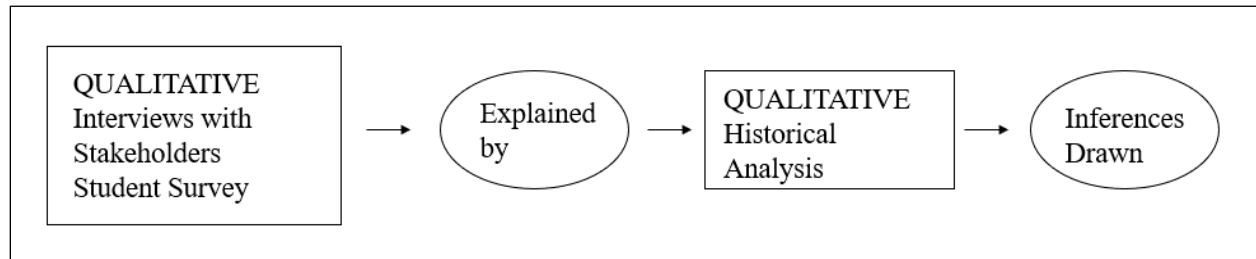 QUALITATIVE
Interviews with
Stakeholders
Student Survey
Explained
by
QUALITATIVE
Historical
Analysis
Inferences
Drawn